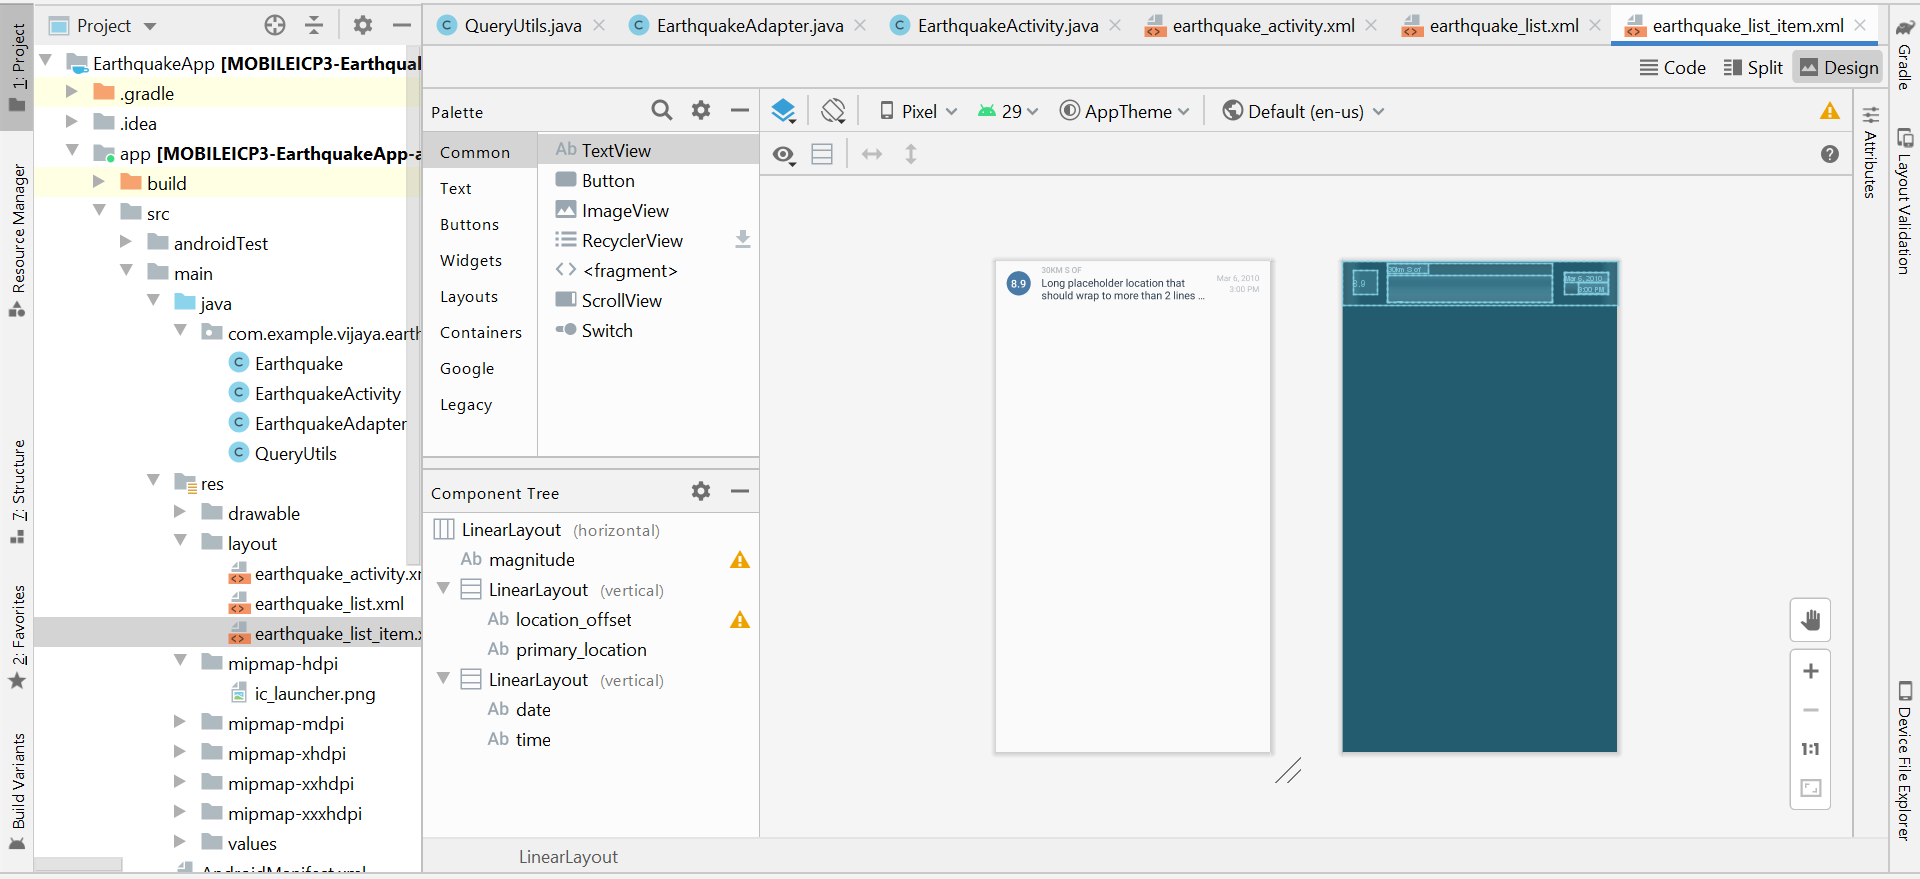 1: Project
Resource Manager
7: Structure
2: Favorites
Build Variants
Project
EarthquakeApp [MOBILEICP3-Earthqual
.gradle
.idea
app [MOBILEICP3-EarthquakeApp-a
build
src
androidTest
main
java
com.example.vijaya.eart
Earthquake
EarthquakeActivity
EarthquakeAdapter
QueryUtils
res
drawable
layout
earthquake_activity.x
earthquake_list.xml
earthquake_list_item.x
mipmap-hdpi
ic_launcher.png
mipmap-mdpi
mipmap-xhdpi
mipmap-xxhdpi
mipmap-xxxhdpi
values
AndroidManifest.xml
QueryUtils.java
EarthquakeAdapter.java
EarthquakeActivity.java
earthquake_activity.xml
earthquake_list.xml
earthquake_list_item.xml
Code
Split
Design
Palette
Common
Text
Buttons
Widgets
Layouts
Containers
Google
Legacy
Ab TextView
Button
ImageView
RecyclerView
<fragment>
ScrollView
Switch
Component Tree
LinearLayout (horizontal)
Ab magnitude
LinearLayout (vertical)
Ab location_offset
Ab primary_location
LinearLayout (vertical)
Ab date
Ab time
Pixel
29
AppTheme
Default (en-us)
8.9
30KM S OF
Long placeholder location that
should wrap to more than 2 lines ...
Mar 6, 2010
3:00 PM
8.9
30km S of
Mar 6, 2010
3:00 PM
1:1
LinearLayout
Attributes
Gradle
Layout Validation
Device File Explorer